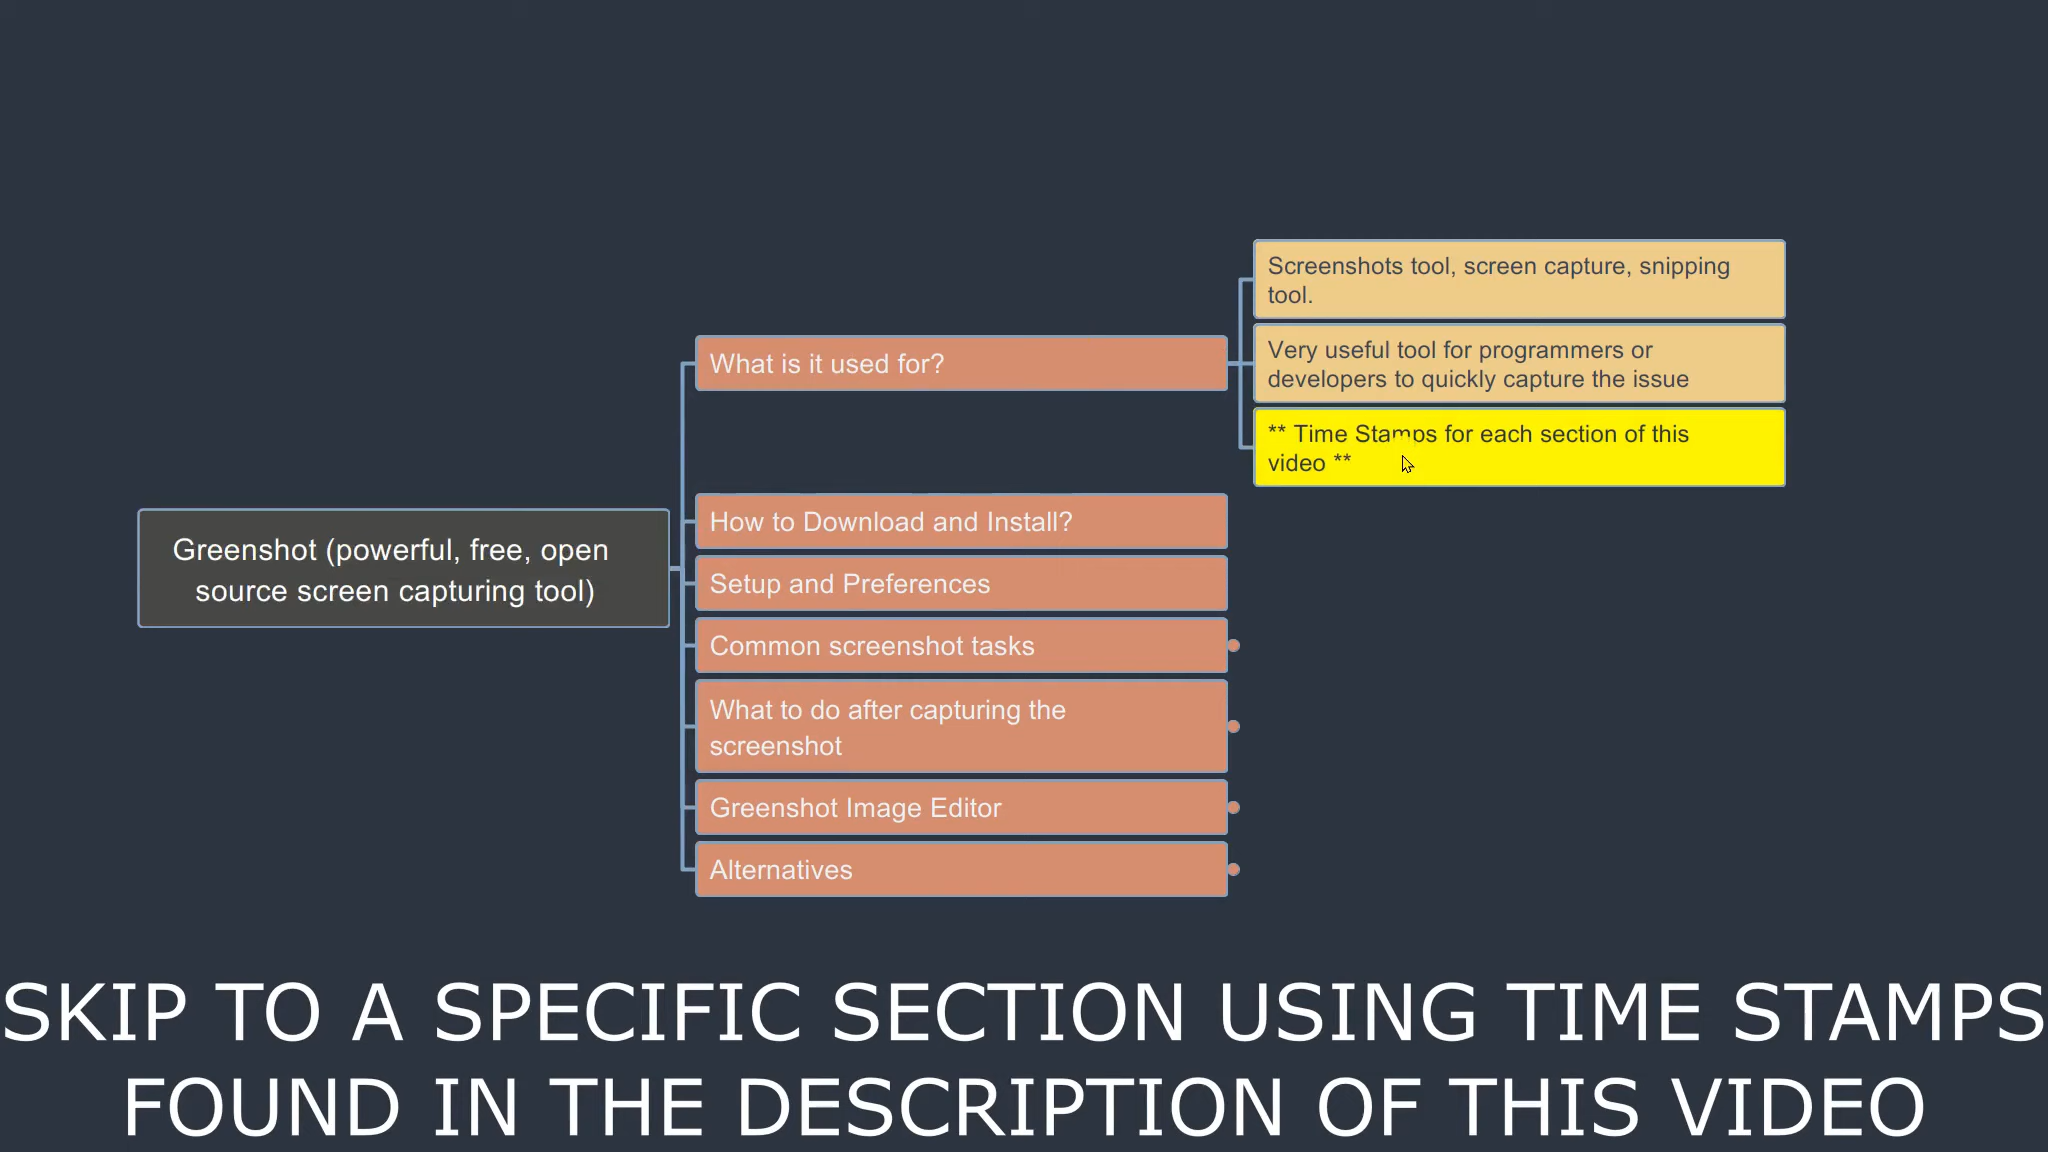 Greenshot (powerful, free, open
source screen capturing tool)
What is it used for?
Screenshots tool, screen capture, snipping
tool.
Very useful tool for programmers or
developers to quickly capture the issue
** Time Stamps for each section of this
video **
How to Download and Install?
Setup and Preferences
Common screenshot tasks
What to do after capturing the
screenshot
Greenshot Image Editor
Alternatives
SKIP TO A SPECIFIC SECTION USING TIME STAMPS
FOUND IN THE DESCRIPTION OF THIS VIDEO